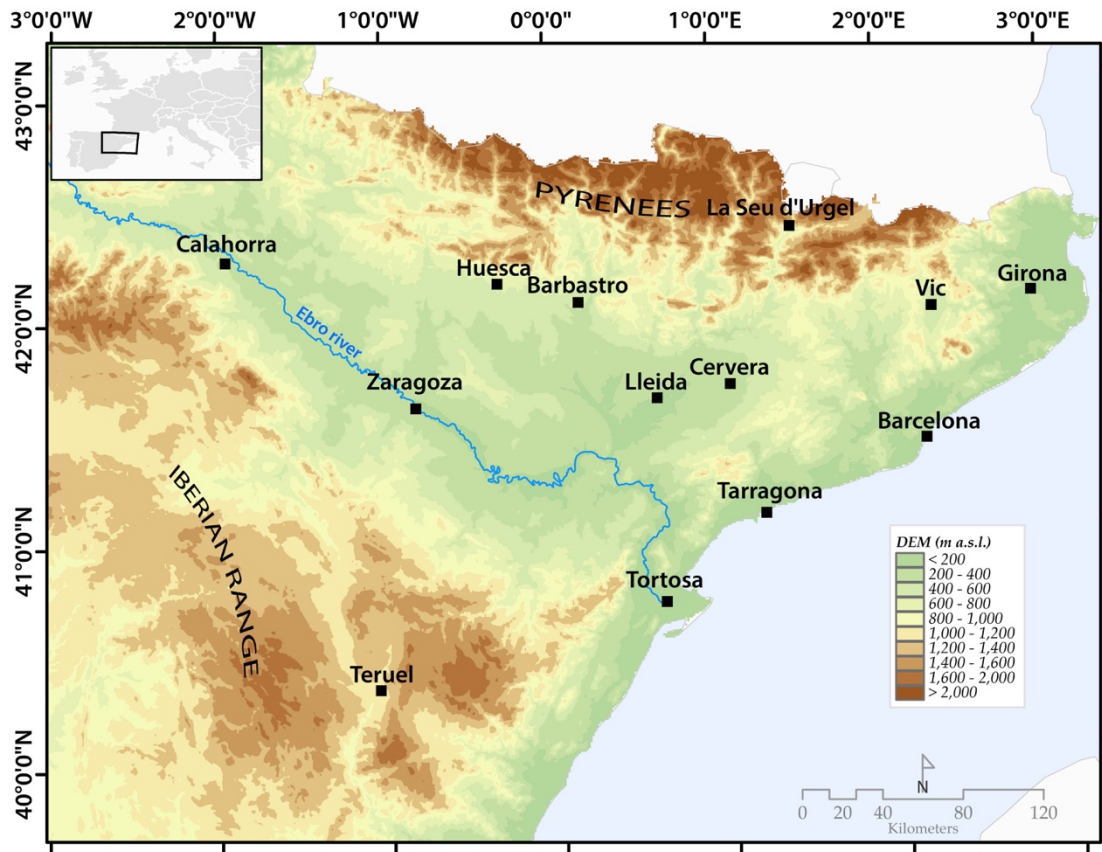 3°0'0"W 2°0'0"W 1°0'0"W 0°0'0" 1°0'0"E 2°0'0"E 3°0'0"E
43°0'0"N
42°0'0"N
41°0'0"N
40°0'0"N
PYRENEES
La Seu d'Urgel
Calahorra
Huesca
Barbastro
Vic
Girona
Ebro river
Zaragoza
Lleida
Cervera
Barcelona
Tarragona
IBERIAN RANGE
Tortosa
Teruel
DEM (m a.s.l.)
< 200
200 - 400
400 - 600
600 - 800
800 - 1,000
1,000 - 1,200
1,200 - 1,400
1,400 - 1,600
1,600 - 2,000
> 2,000
N
0 20 40 80 120
Kilometers